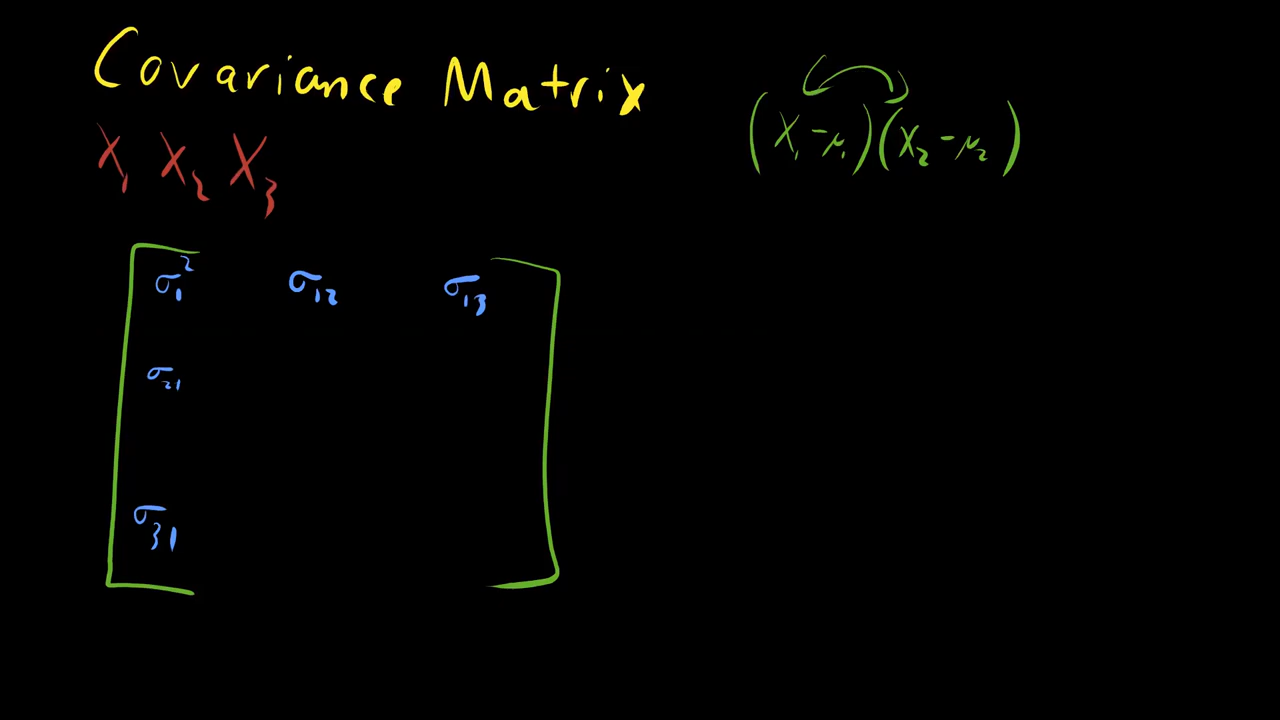 Covariance Matrix
(X₁-μ₁)(X₂-μ₂)
X₁ X₂ X₃
σ₁² σ₁₂ σ₁₃
σ₂₁
σ₃₁